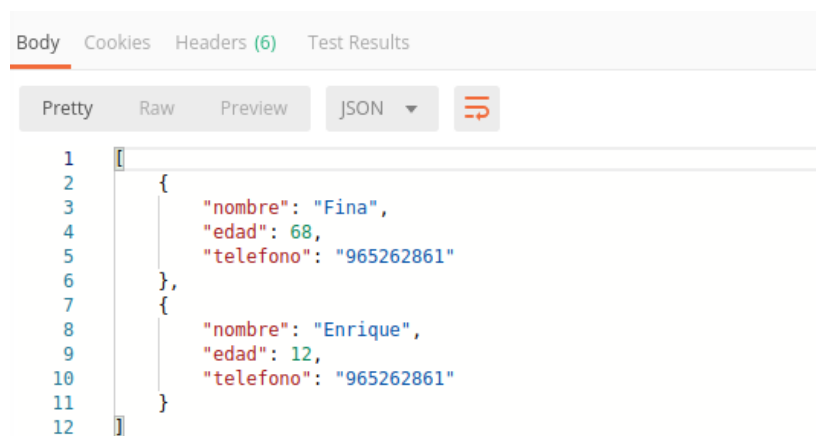 Body Cookies Headers (6) Test Results
Pretty Raw Preview JSON
1 [
2 {
3 "nombre": "Fina",
4 "edad": 68,
5 "telefono": "965262861"
6 },
7 {
8 "nombre": "Enrique",
9 "edad": 12,
10 "telefono": "965262861"
11 }
12 ]